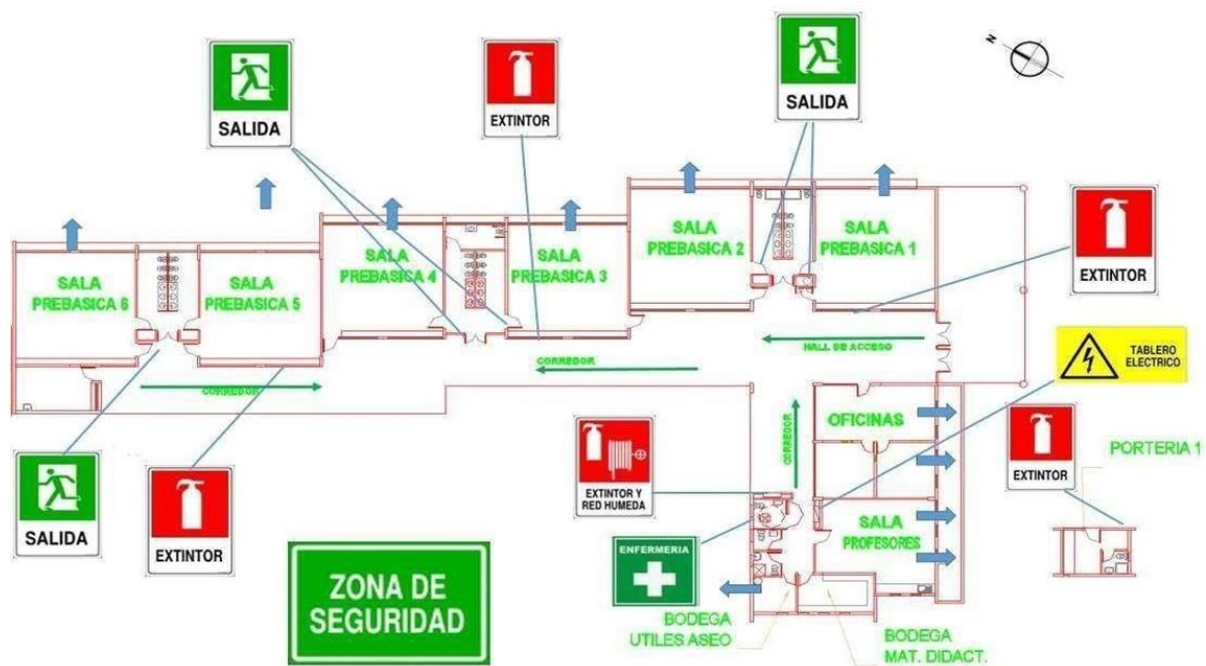 N
SALIDA
EXTINTOR
SALIDA
SALA
PREBASICA 6
SALA
PREBASICA 5
SALA
PREBASICA 4
SALA
PREBASICA 3
SALA
PREBASICA 2
SALA
PREBASICA 1
EXTINTOR
HALL DE ACCESO
CORREDOR
CORREDOR
TABLERO
ELECTRICO
OFICINAS
CORREDOR
EXTINTOR
PORTERIA 1
SALIDA
EXTINTOR
EXTINTOR Y
RED HUMEDA
SALA
PROFESORES
ENFERMERIA
ZONA DE
SEGURIDAD
BODEGA
UTILES ASEO
BODEGA
MAT. DIDACT.